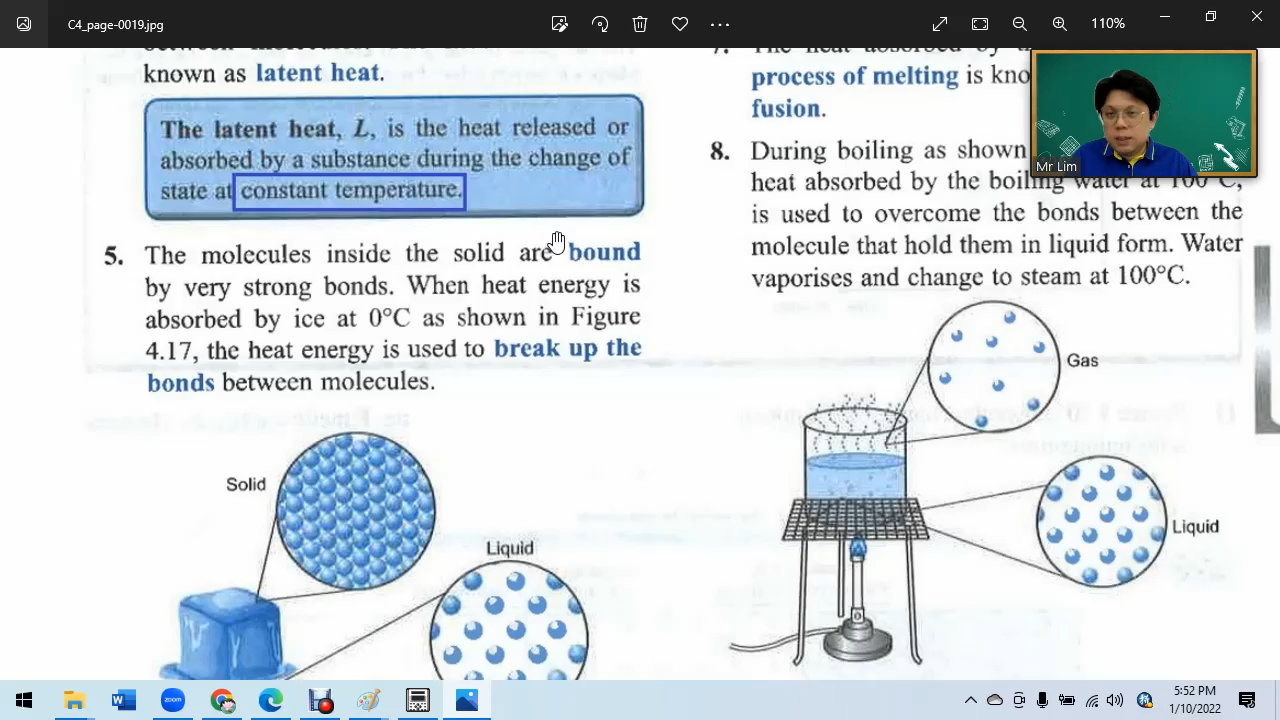 C4_page-0019.jpg
110%
known as latent heat.
The latent heat, L, is the heat released or
absorbed by a substance during the change of
state at constant temperature.
5. The molecules inside the solid are bound
by very strong bonds. When heat energy is
absorbed by ice at 0°C as shown in Figure
4.17, the heat energy is used to break up the
bonds between molecules.
Solid
Liquid
7. The heat absorbed by
process of melting is kno
fusion.
8. During boiling as shown
heat absorbed by the boiling water at 100°C,
is used to overcome the bonds between the
molecule that hold them in liquid form. Water
vaporises and change to steam at 100°C.
Gas
Liquid
Mr Lim
zoom
5:52 PM
1/10/2022